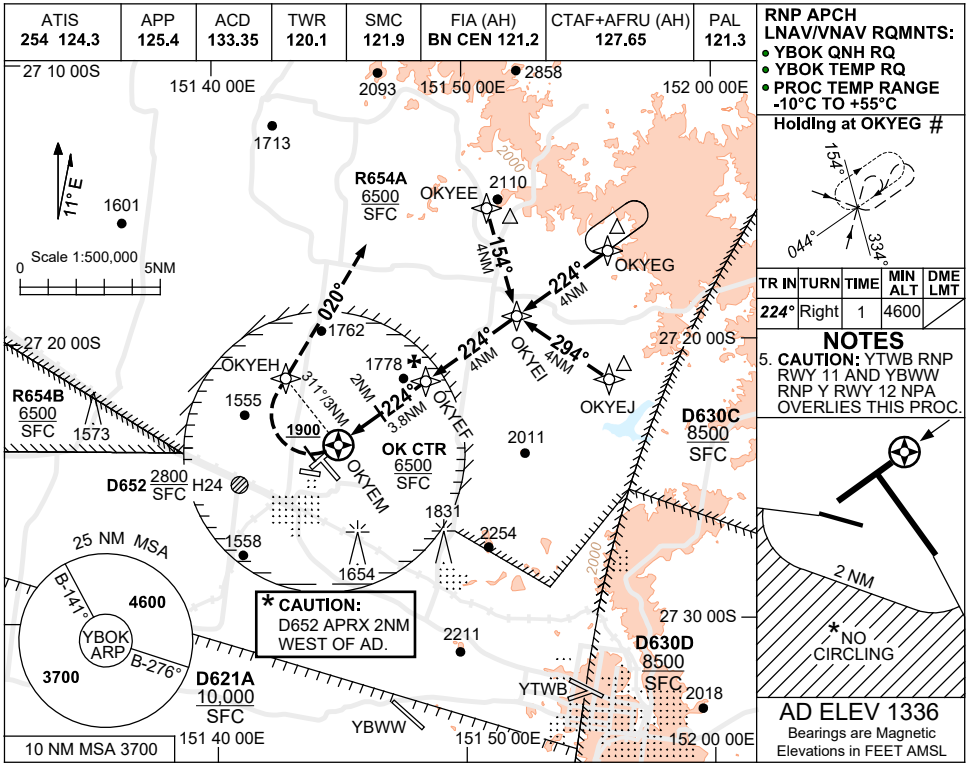 ATIS
254 124.3
APP
125.4
ACD
133.35
TWR
120.1
SMC
121.9
FIA (AH)
BN CEN 121.2
CTAF+AFRU (AH)
127.65
PAL
121.3
RNP APCH
LNAV/VNAV RQMNTS:
YBOK QNH RQ
YBOK TEMP RQ
PROC TEMP RANGE
-10°C TO +55°C
Holding at OKYEG #
154°
044°
334°
TR IN TURN TIME MIN ALT DME LMT
224° Right 1 4600
NOTES
5. CAUTION: YTWB RNP
RWY 11 AND YBWW
RNP Y RWY 12 NPA
OVERLIES THIS PROC.
2 NM
*NO
CIRCLING
AD ELEV 1336
Bearings are Magnetic
Elevations in FEET AMSL
27 10 00S
151 40 00E
151 50 00E
152 00 00E
2093
2858
1713
2000
11° E
1601
R654A
6500
SFC
OKYEE
2110
Scale 1:500,000
0
5NM
154°
4NM
OKYEG
224°
4NM
020°
1762
OKYEI
27 20 00S
224°
4NM
294°
4NM
OKYEH
1778
OKYEJ
311°/3NM
2NM
224°
3.8NM
OKYEF
R654B
6500
SFC
1573
1555
1900
OKYEM
OK CTR
6500
SFC
2011
D630C
8500
SFC
D652 2800
SFC
H24
1831
1558
1654
2254
2000
25 NM MSA
B-141°
4600
YBOK
ARP
3700
B-276°
* CAUTION:
D652 APRX 2NM
WEST OF AD.
27 30 00S
2211
D630D
8500
SFC
D621A
10,000
SFC
YTWB
2018
YBWW
10 NM MSA 3700
151 40 00E
151 50 00E
152 00 00E